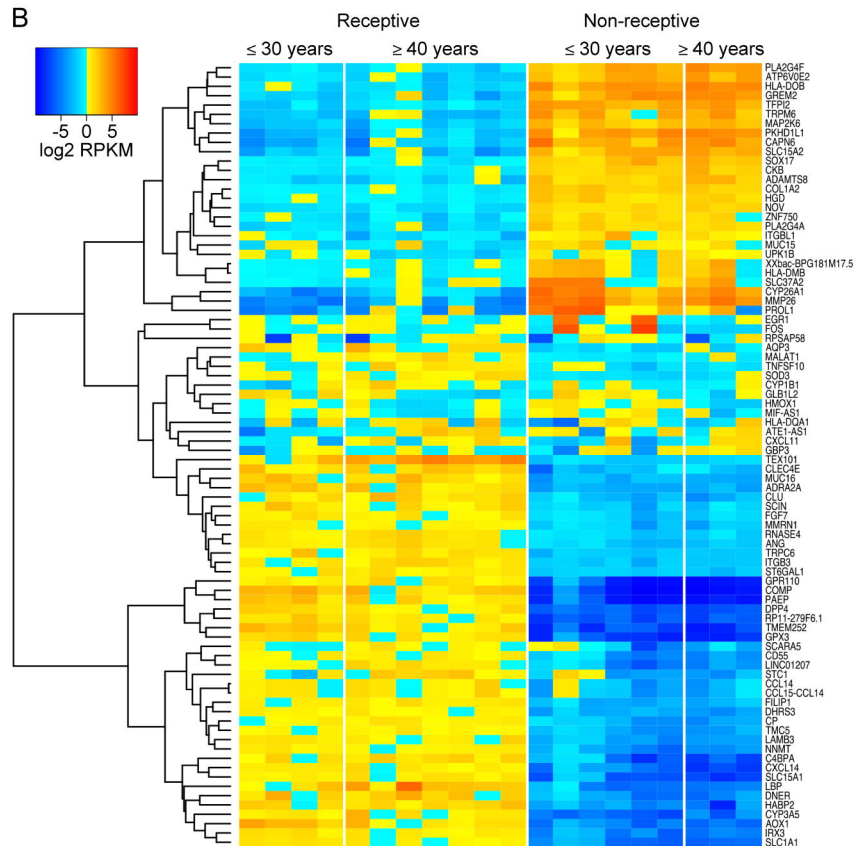 B
Receptive
Non-receptive
≤ 30 years
≥ 40 years
≤ 30 years
≥ 40 years
-5 0 5
log2 RPKM
PLA2G4F
ATP6V0E2
HLA-DOB
GREM2
TFPI2
TRPM6
MAP2K6
PKHD1L1
CAPN6
SLC15A2
SOX17
CKB
ADAMTS8
COL1A2
HGD
NOV
ZNF750
PLA2G4A
ITGBL1
MUC15
UPK1B
XXbac-BPG181M17.5
HLA-DMB
SLC37A2
CYP26A1
MMP26
PROL1
EGR1
FOS
RPSAP58
AQP3
MALAT1
TNFSF10
SOD3
CYP1B1
GLB1L2
HMOX1
MIF-AS1
HLA-DQA1
ATE1-AS1
CXCL11
GBP3
TEX101
CLEC4E
MUC16
ADRA2A
CLU
SCIN
FGF7
MMRN1
RNASE4
ANG
TRPC6
ITGB3
ST6GAL1
GPR110
COMP
PAEP
DPP4
RP11-279F6.1
TMEM252
GPX3
SCARA5
CD55
LINC01207
STC1
CCL14
CCL15-CCL14
FILIP1
DHRS3
CP
TMC5
LAMB3
NNMT
C4BPA
CXCL14
SLC15A1
LBP
DNER
HABP2
CYP3A5
AOX1
IRX3
SLC1A1